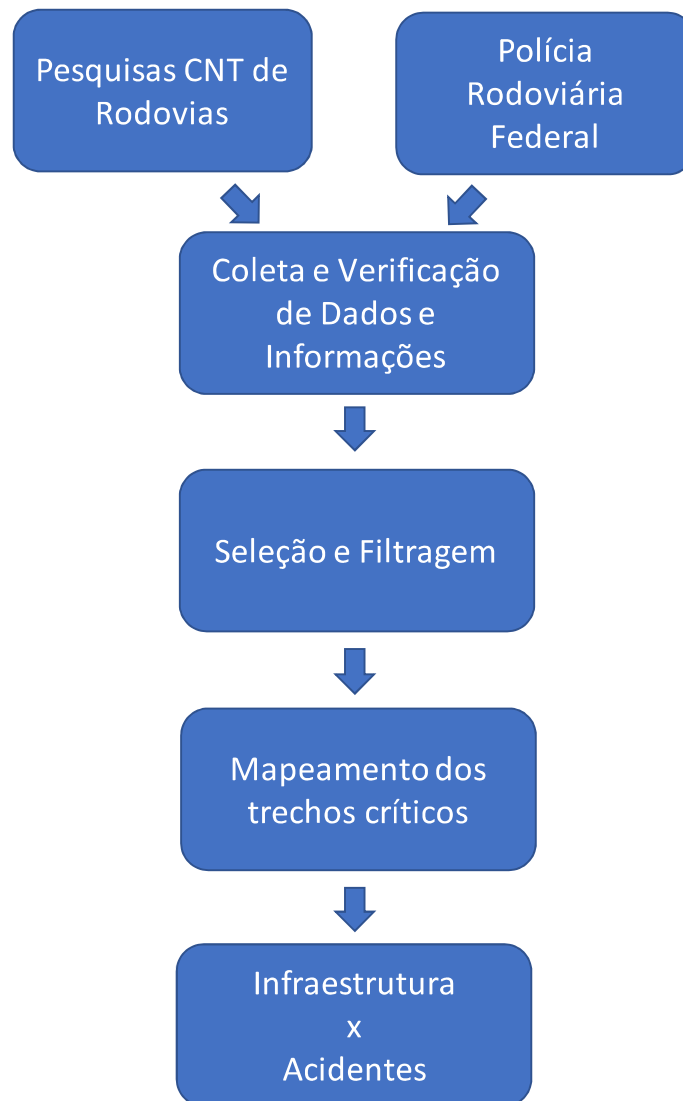 Pesquisas CNT de
Rodovias
Polícia
Rodoviária
Federal
Coleta e Verificação
de Dados e
Informações
Seleção e Filtragem
Mapeamento dos
trechos críticos
Infraestrutura
x
Acidentes